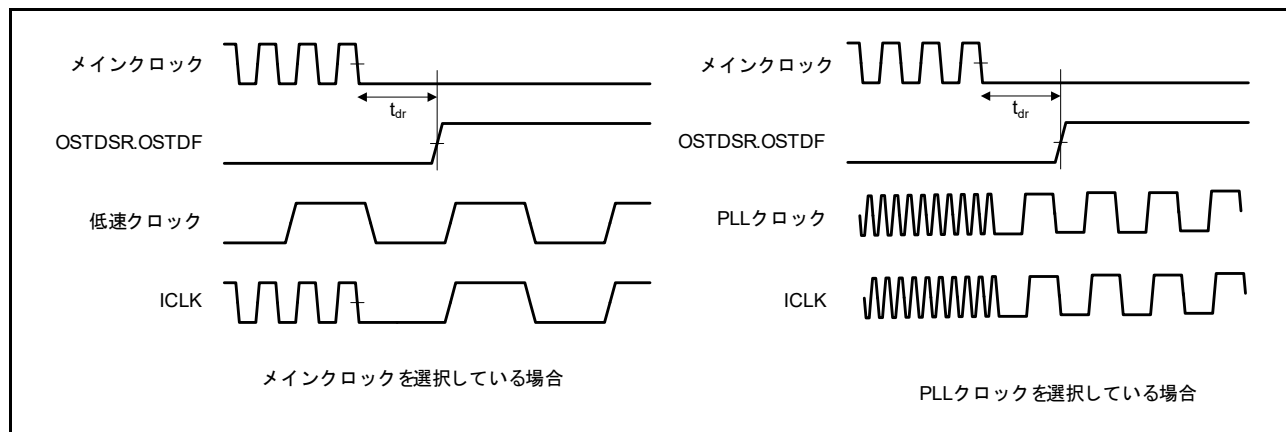 メインクロック
tdr
OSTDSR.OSTDF
低速クロック
ICLK
メインクロックを選択している場合
メインクロック
tdr
OSTDSR.OSTDF
PLLクロック
ICLK
PLLクロックを選択している場合